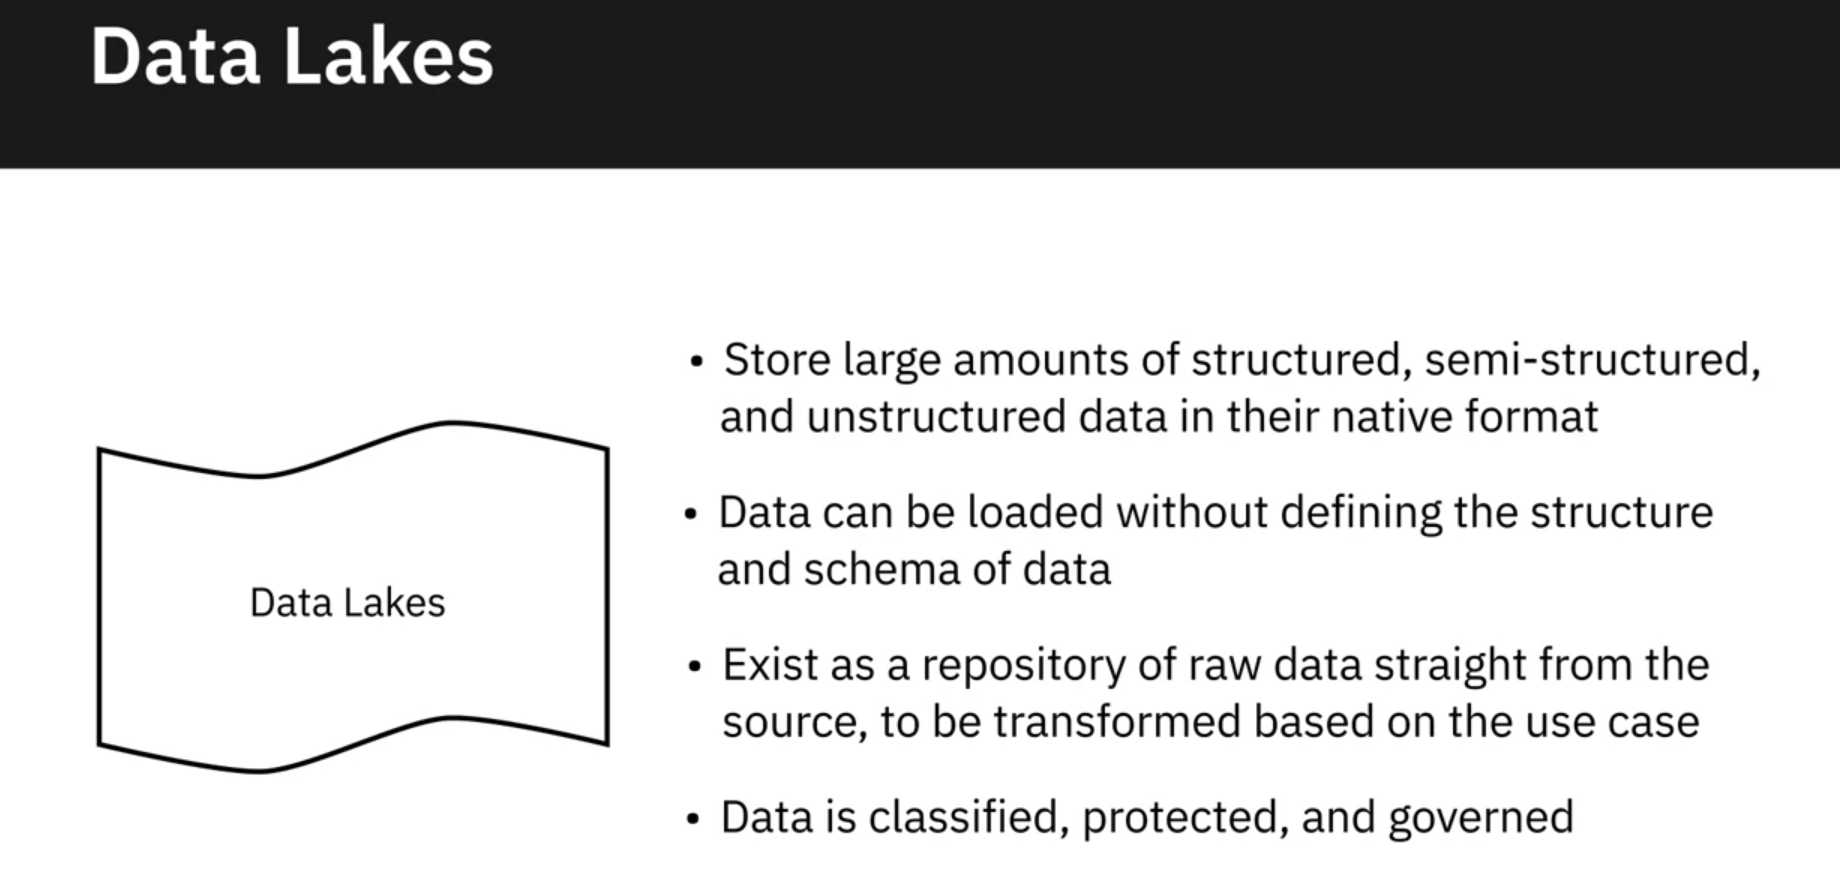 Data Lakes
Data Lakes
• Store large amounts of structured, semi-structured,
and unstructured data in their native format
• Data can be loaded without defining the structure
and schema of data
• Exist as a repository of raw data straight from the
source, to be transformed based on the use case
• Data is classified, protected, and governed